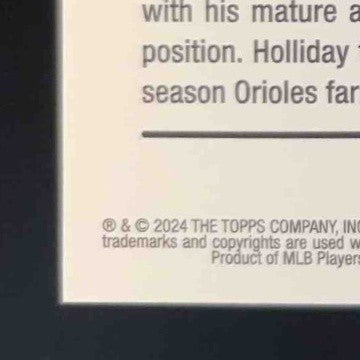 with his mature a
position. Holliday
season Orioles far
® & © 2024 THE TOPPS COMPANY, INC
trademarks and copyrights are used w
Product of MLB Players